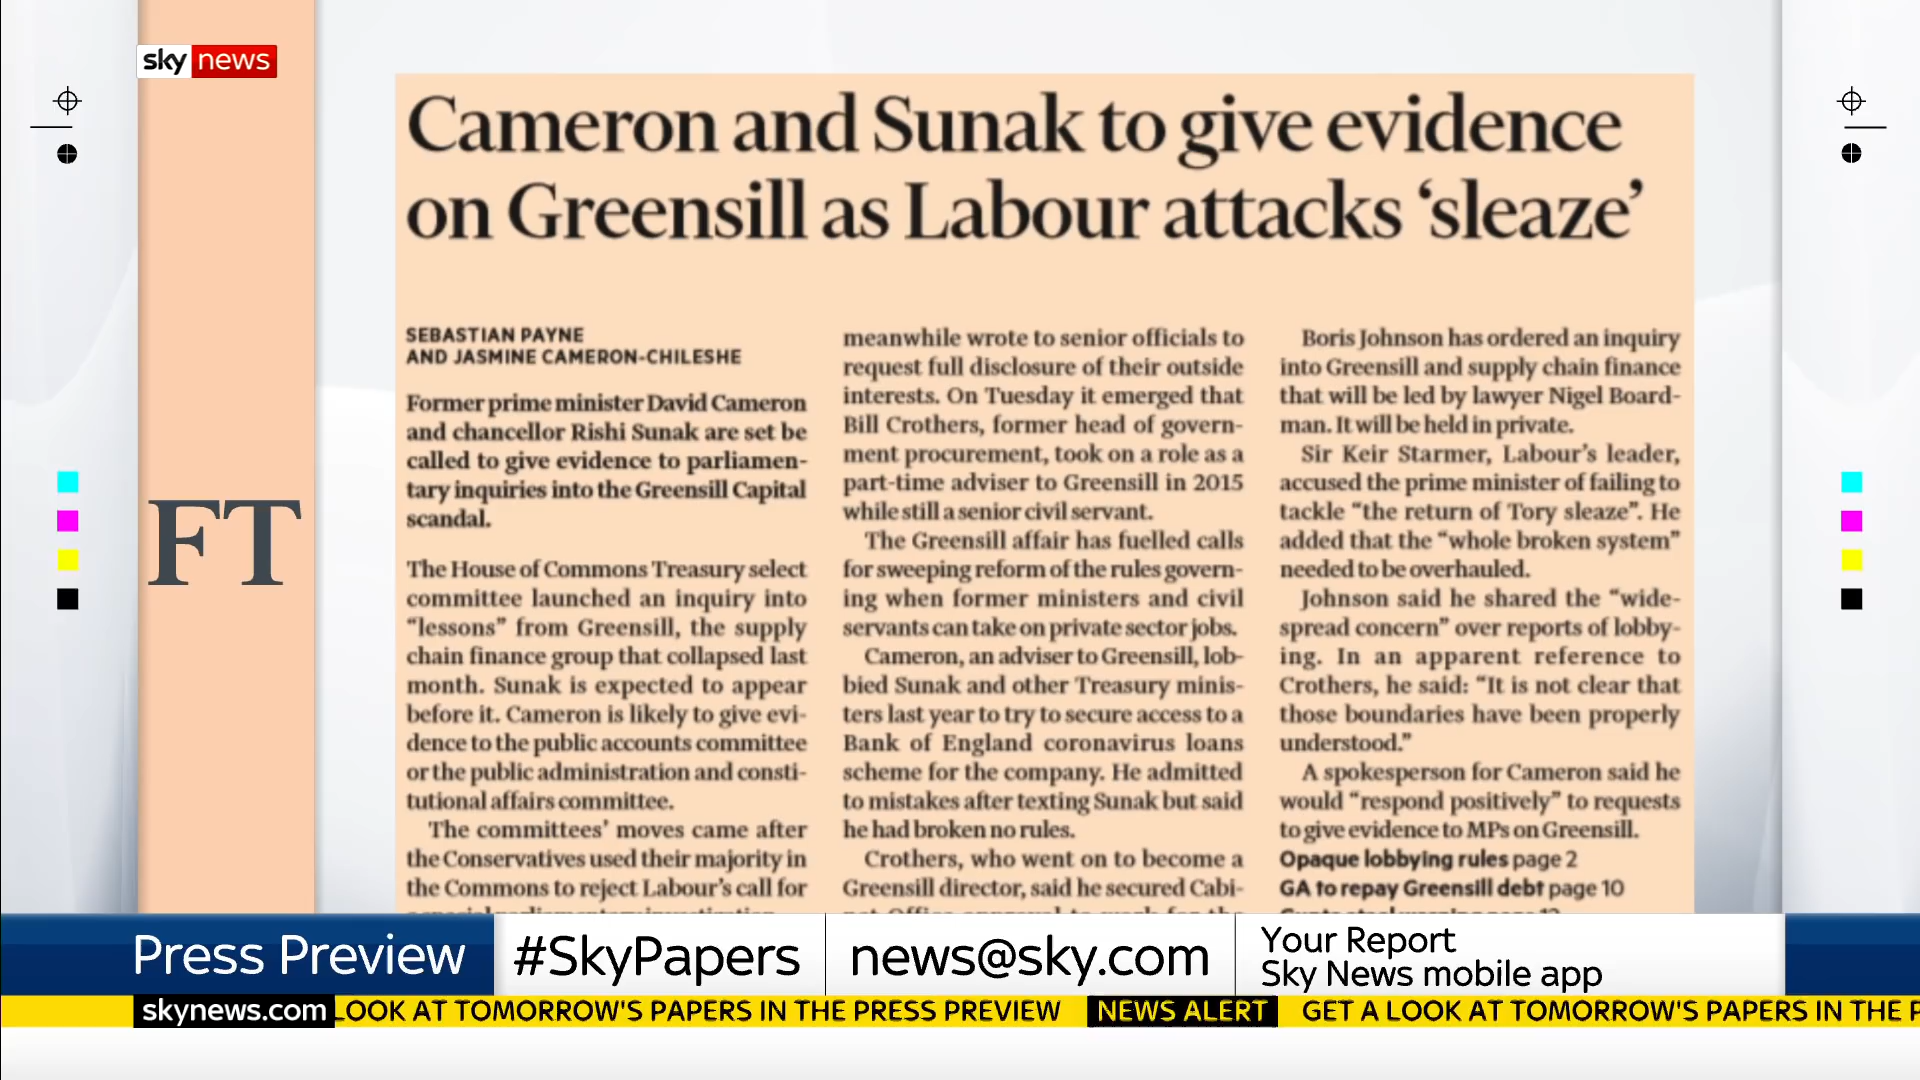 sky news
Cameron and Sunak to give evidence
on Greensill as Labour attacks ‘sleaze’
FT
SEBASTIAN PAYNE
AND JASMINE CAMERON-CHILESHE
Former prime minister David Cameron
and chancellor Rishi Sunak are set be
called to give evidence to parliamen-
tary inquiries into the Greensill Capital
scandal.
The House of Commons Treasury select
committee launched an inquiry into
“lessons” from Greensill, the supply
chain finance group that collapsed last
month. Sunak is expected to appear
before it. Cameron is likely to give evi-
dence to the public accounts committee
or the public administration and consti-
tutional affairs committee.
The committees’ moves came after
the Conservatives used their majority in
the Commons to reject Labour’s call for
meanwhile wrote to senior officials to
request full disclosure of their outside
interests. On Tuesday it emerged that
Bill Crothers, former head of govern-
ment procurement, took on a role as a
part-time adviser to Greensill in 2015
while still a senior civil servant.
The Greensill affair has fuelled calls
for sweeping reform of the rules govern-
ing when former ministers and civil
servants can take on private sector jobs.
Cameron, an adviser to Greensill, lob-
bied Sunak and other Treasury minis-
ters last year to try to secure access to a
Bank of England coronavirus loans
scheme for the company. He admitted
to mistakes after texting Sunak but said
he had broken no rules.
Crothers, who went on to become a
Greensill director, said he secured Cabi-
Boris Johnson has ordered an inquiry
into Greensill and supply chain finance
that will be led by lawyer Nigel Board-
man. It will be held in private.
Sir Keir Starmer, Labour’s leader,
accused the prime minister of failing to
tackle “the return of Tory sleaze”. He
added that the “whole broken system”
needed to be overhauled.
Johnson said he shared the “wide-
spread concern” over reports of lobby-
ing. In an apparent reference to
Crothers, he said: “It is not clear that
those boundaries have been properly
understood.”
A spokesperson for Cameron said he
would “respond positively” to requests
to give evidence to MPs on Greensill.
Opaque lobbying rules page 2
GA to repay Greensill debt page 10
Press Preview
#SkyPapers
news@sky.com
Your Report
Sky News mobile app
skynews.com LOOK AT TOMORROW'S PAPERS IN THE PRESS PREVIEW NEWS ALERT GET A LOOK AT TOMORROW'S PAPERS IN THE P